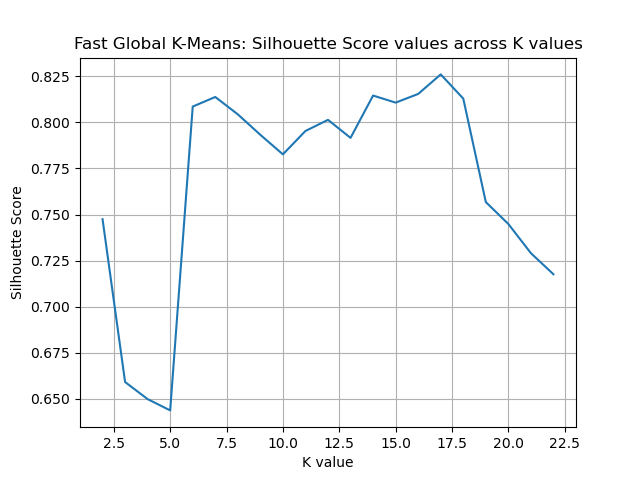 Fast Global K-Means: Silhouette Score values across K values
Silhouette Score
0.825
0.800
0.775
0.750
0.725
0.700
0.675
0.650
2.5 5.0 7.5 10.0 12.5 15.0 17.5 20.0 22.5
K value